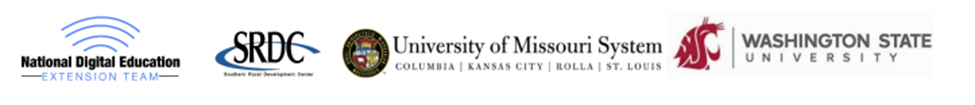 National Digital Education
EXTENSION TEAM
SRDC
Southern Rural Development Center
University of Missouri System
COLUMBIA | KANSAS CITY | ROLLA | ST. LOUIS
WASHINGTON STATE
UNIVERSITY